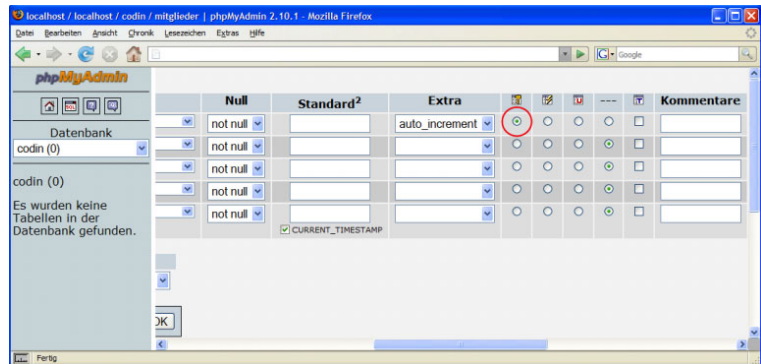 localhost / localhost / codin / mitglieder | phpMyAdmin 2.10.1 - Mozilla Firefox
Datei Bearbeiten Ansicht Chronik Lesezeichen Extras Hilfe
G Google
phpMyAdmin
Datenbank
codin (0)
codin (0)
Es wurden keine
Tabellen in der
Datenbank gefunden.
Null Standard2 Extra --- Kommentare
not null auto_increment
not null
not null
not null
not null
CURRENT_TIMESTAMP
OK
Fertig